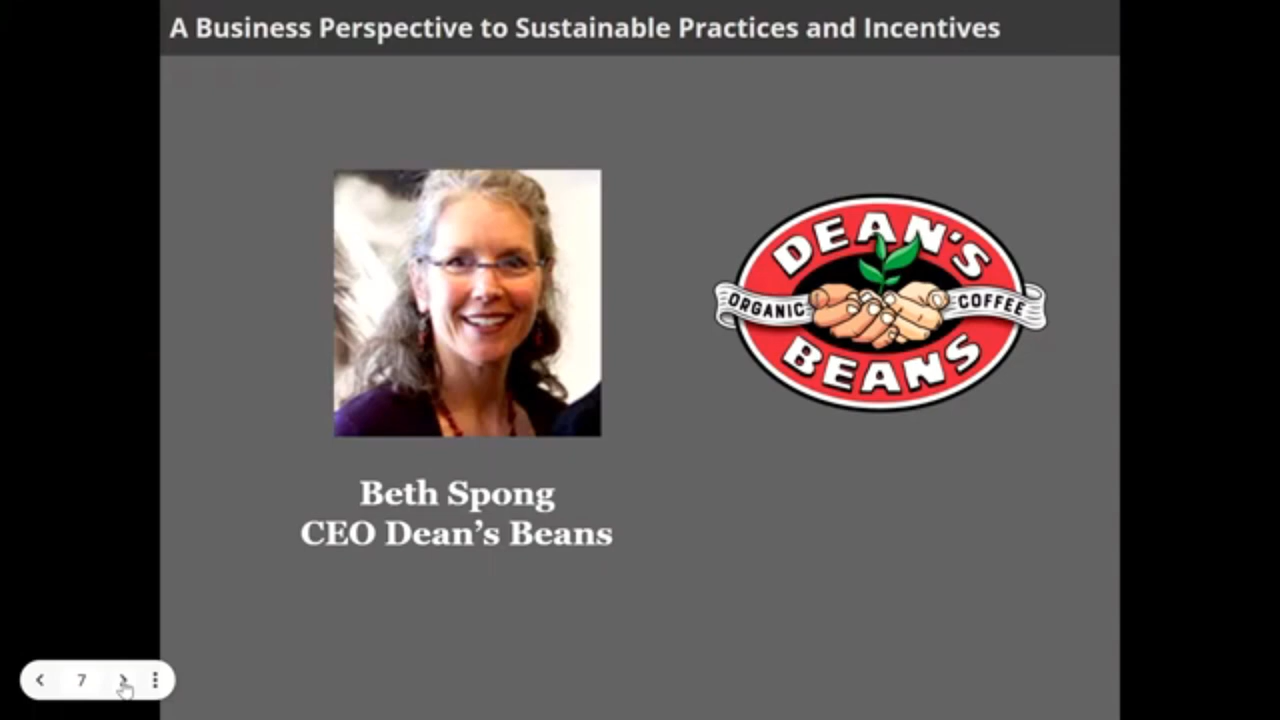 A Business Perspective to Sustainable Practices and Incentives
DEAN'S
ORGANIC COFFEE
BEANS
Beth Spong
CEO Dean’s Beans
7